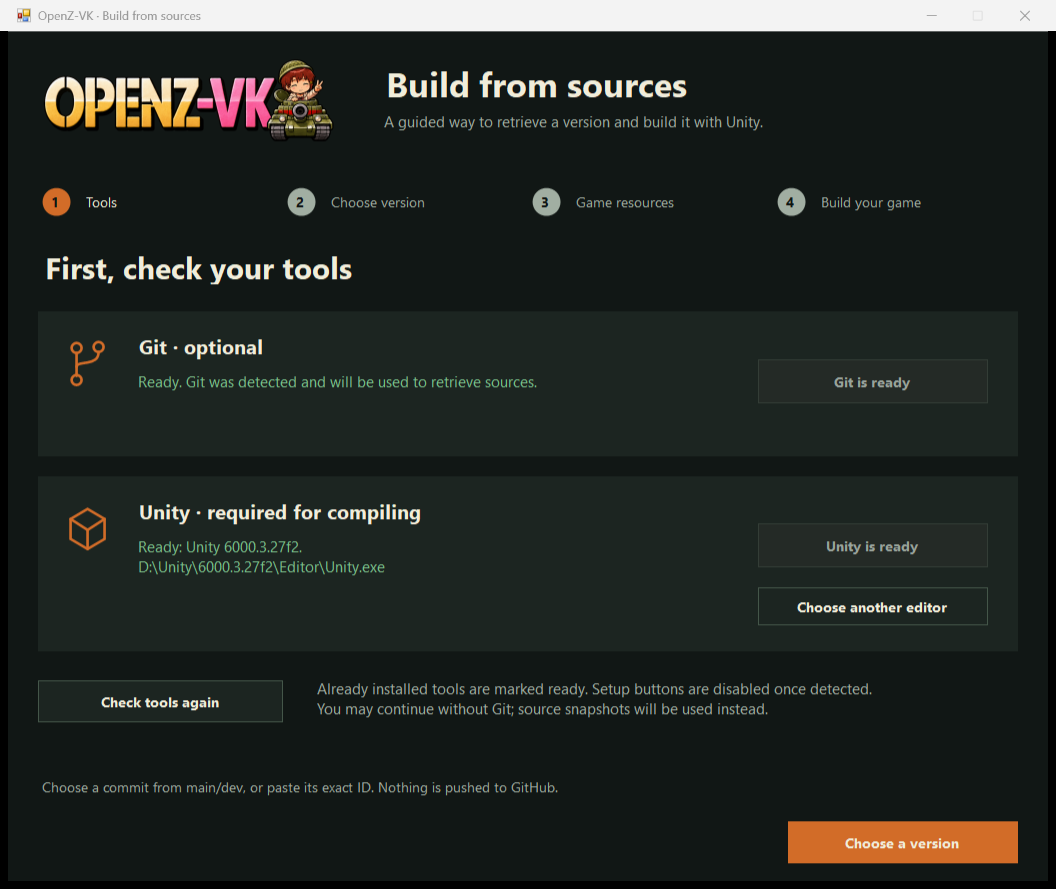 OpenZ-VK · Build from sources
OPENZ-VK
Build from sources
A guided way to retrieve a version and build it with Unity.
1 Tools
2 Choose version
3 Game resources
4 Build your game
First, check your tools
Git · optional
Ready. Git was detected and will be used to retrieve sources.
Git is ready
Unity · required for compiling
Ready: Unity 6000.3.27f2.
D:\Unity\6000.3.27f2\Editor\Unity.exe
Unity is ready
Choose another editor
Check tools again
Already installed tools are marked ready. Setup buttons are disabled once detected.
You may continue without Git; source snapshots will be used instead.
Choose a commit from main/dev, or paste its exact ID. Nothing is pushed to GitHub.
Choose a version